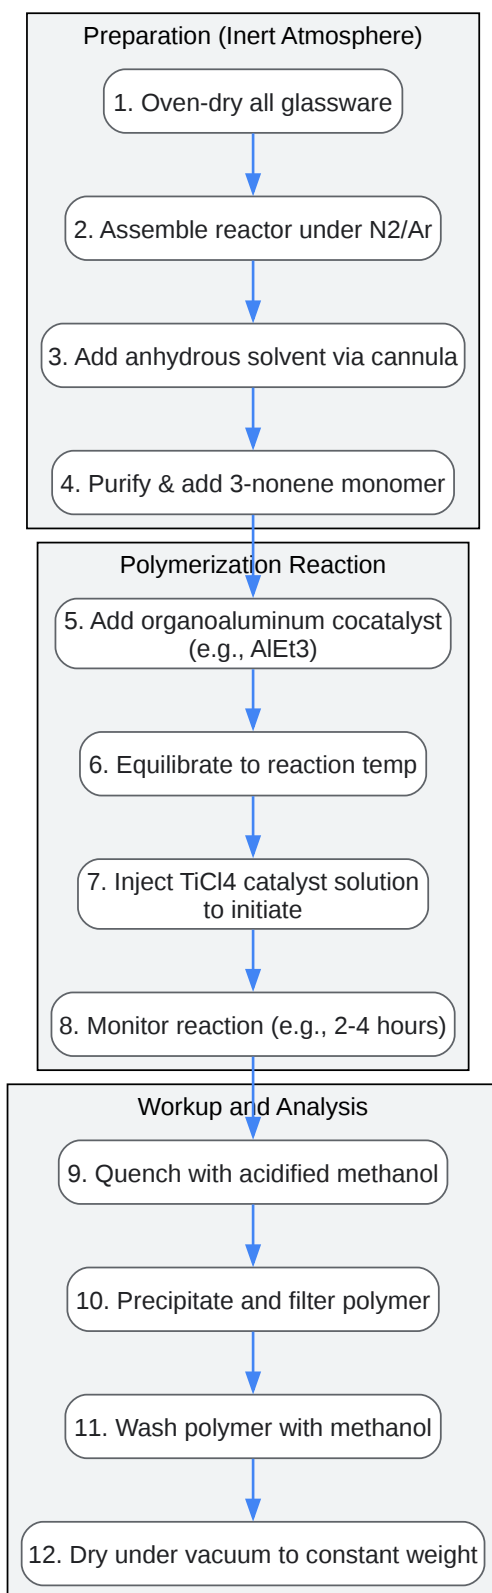 Preparation (Inert Atmosphere)
1. Oven-dry all glassware
2. Assemble reactor under N2/Ar
3. Add anhydrous solvent via cannula
4. Purify & add 3-nonene monomer
Polymerization Reaction
5. Add organoaluminum cocatalyst
(e.g., AlEt3)
6. Equilibrate to reaction temp
7. Inject TiCl4 catalyst solution
to initiate
8. Monitor reaction (e.g., 2-4 hours)
Workup and Analysis
9. Quench with acidified methanol
10. Precipitate and filter polymer
11. Wash polymer with methanol
12. Dry under vacuum to constant weight